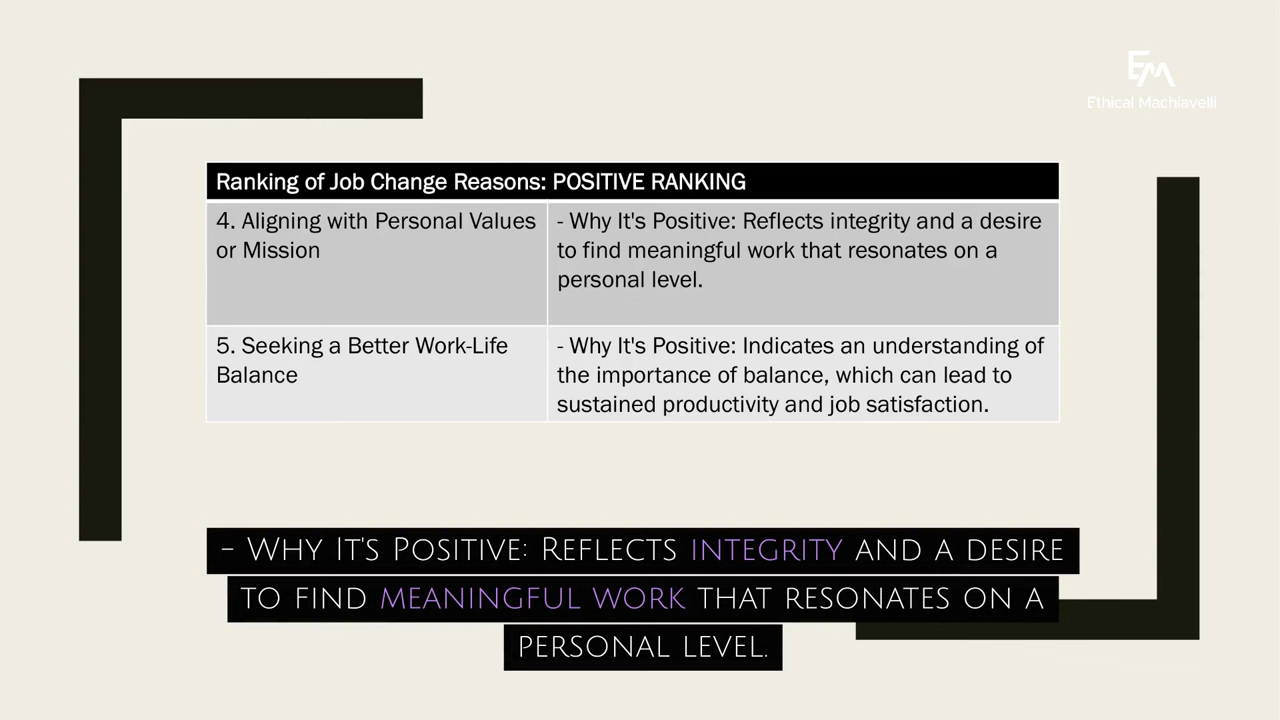 EM
Ethical Machiavelli
Ranking of Job Change Reasons: POSITIVE RANKING
4. Aligning with Personal Values
or Mission
- Why It's Positive: Reflects integrity and a desire
to find meaningful work that resonates on a
personal level.
5. Seeking a Better Work-Life
Balance
- Why It's Positive: Indicates an understanding of
the importance of balance, which can lead to
sustained productivity and job satisfaction.
- WHY IT'S POSITIVE: REFLECTS INTEGRITY AND A DESIRE
TO FIND MEANINGFUL WORK THAT RESONATES ON A
PERSONAL LEVEL.